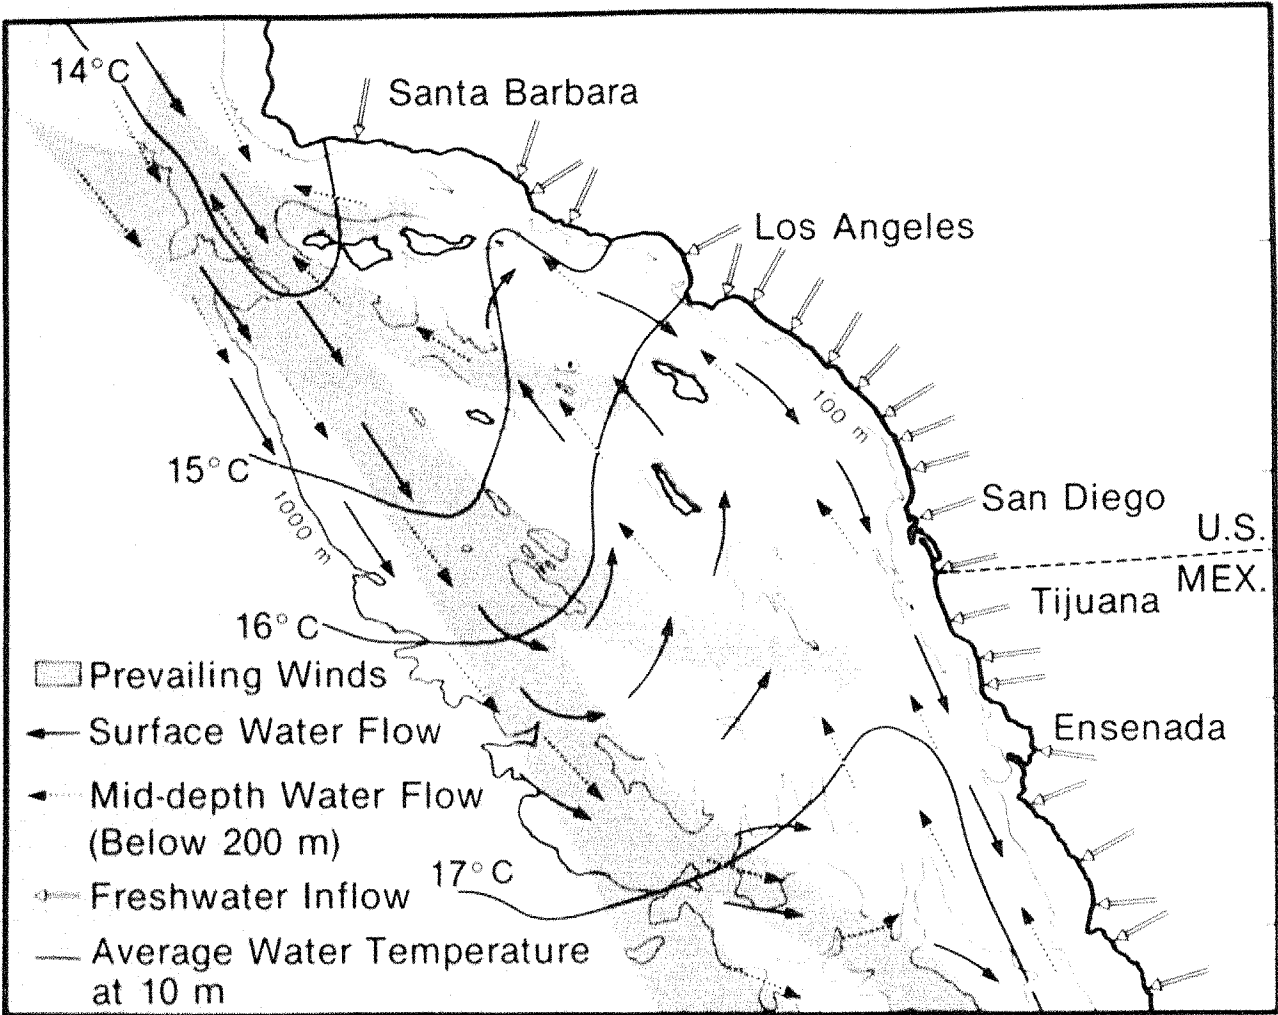 14°C
Santa Barbara
Los Angeles
100 m
15°C
1000 m
San Diego
U.S.
MEX.
Tijuana
16°C
Prevailing Winds
Surface Water Flow
Ensenada
Mid-depth Water Flow
(Below 200 m)
17°C
Freshwater Inflow
Average Water Temperature
at 10 m